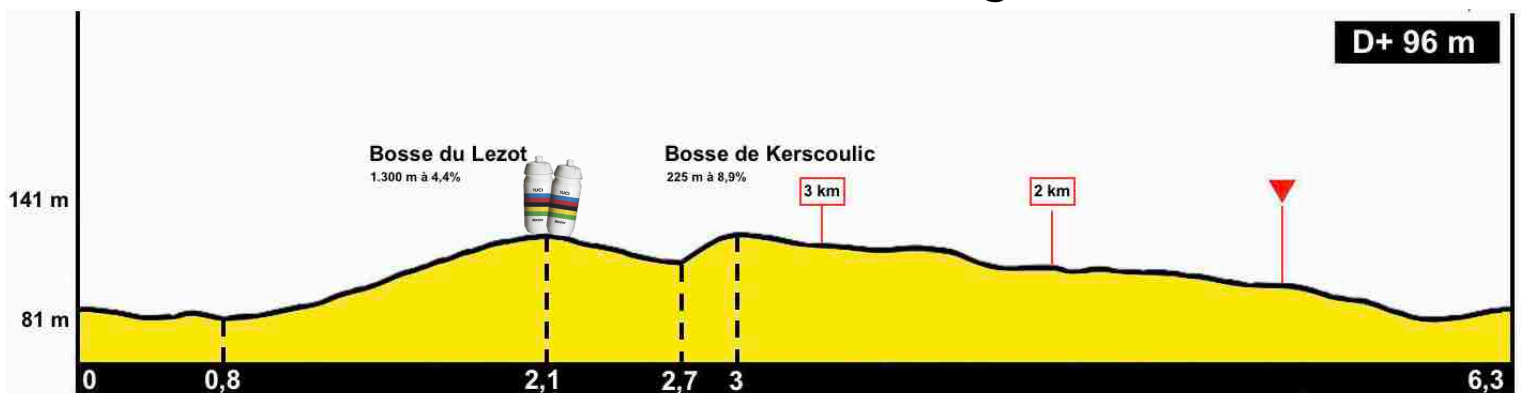 D+ 96 m
Bosse du Lezot
1.300 m à 4,4%
Bosse de Kerscoulic
225 m à 8,9%
3 km
2 km
141 m
81 m
0
0,8
2,1
2,7
3
6,3